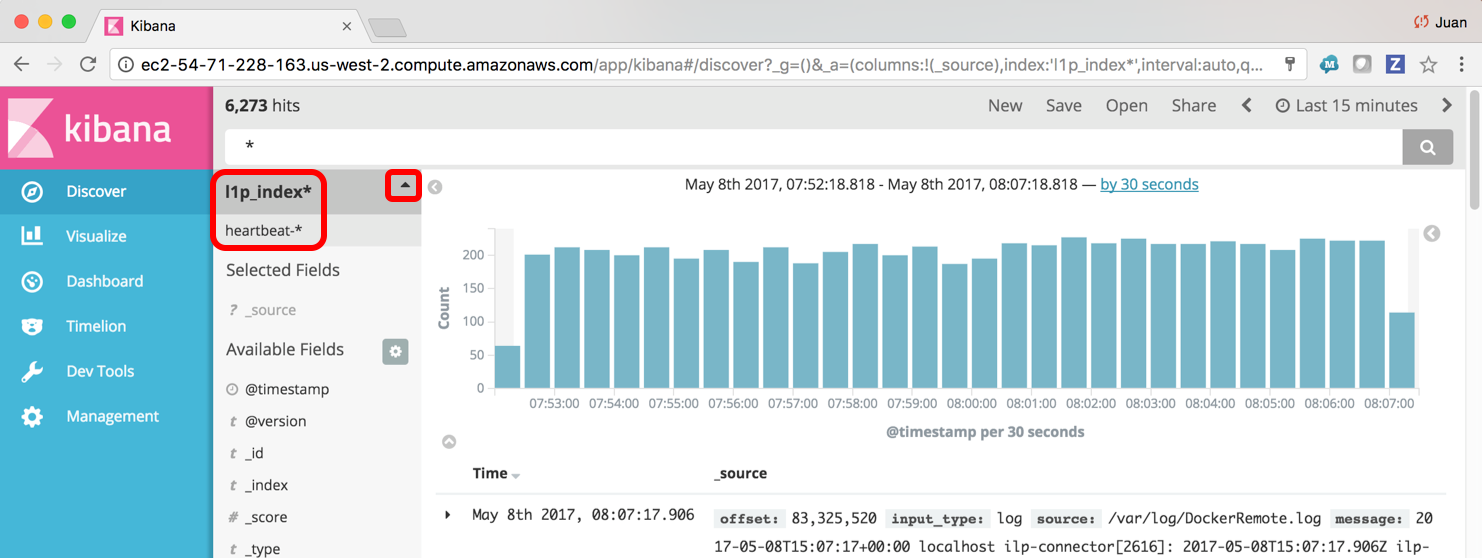 Kibana
Juan
ec2-54-71-228-163.us-west-2.compute.amazonaws.com/app/kibana#/discover?_g=()&_a=(columns:!(_source),index:'l1p_index*',interval:auto,q...
M
Z
kibana
6,273 hits
New Save Open Share Last 15 minutes
*
Discover
Visualize
Dashboard
Timelion
Dev Tools
Management
l1p_index*
heartbeat-*
Selected Fields
? _source
Available Fields
@timestamp
t @version
t _id
t _index
# _score
t _type
May 8th 2017, 07:52:18.818 - May 8th 2017, 08:07:18.818 — by 30 seconds
Count
200
150
100
50
0
07:53:00 07:54:00 07:55:00 07:56:00 07:57:00 07:58:00 07:59:00 08:00:00 08:01:00 08:02:00 08:03:00 08:04:00 08:05:00 08:06:00 08:07:00
@timestamp per 30 seconds
Time _source
May 8th 2017, 08:07:17.906 offset: 83,325,520 input_type: log source: /var/log/DockerRemote.log message: 20
17-05-08T15:07:17+00:00 localhost ilp-connector[2616]: 2017-05-08T15:07:17.906Z ilp-